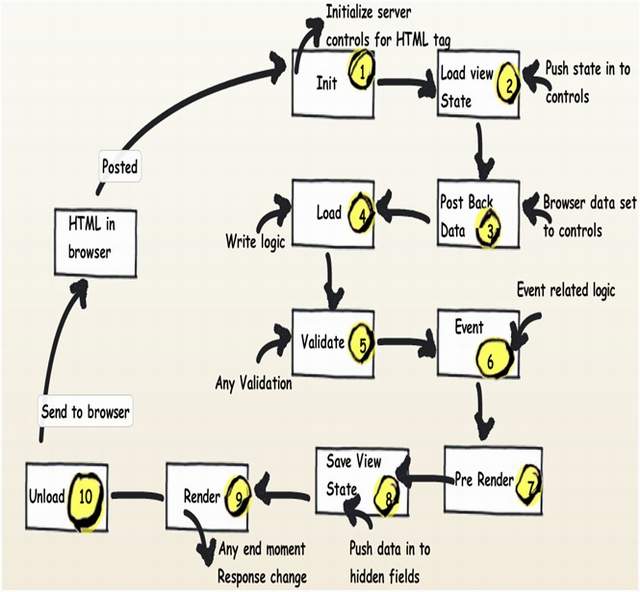 Initialize server
controls for HTML tag
Init
1
Load view
State
2
Push state in to
controls
Posted
HTML in
browser
Load
4
Write logic
Post Back
Data
3
Browser data set
to controls
Event related logic
Validate
5
Any Validation
Event
6
Send to browser
Unload
10
Render
9
Save View
State
8
Pre Render
7
Any end moment
Response change
Push data in to
hidden fields